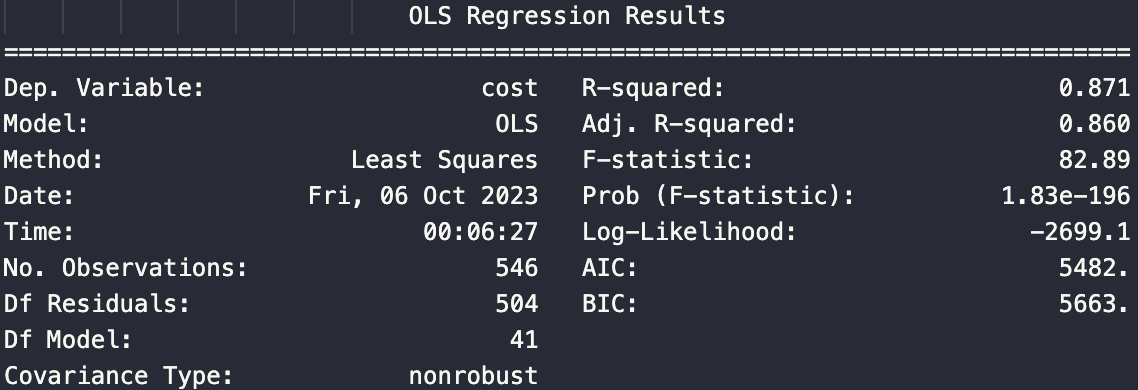 OLS Regression Results
==============================================================================
Dep. Variable: cost R-squared: 0.871
Model: OLS Adj. R-squared: 0.860
Method: Least Squares F-statistic: 82.89
Date: Fri, 06 Oct 2023 Prob (F-statistic): 1.83e-196
Time: 00:06:27 Log-Likelihood: -2699.1
No. Observations: 546 AIC: 5482.
Df Residuals: 504 BIC: 5663.
Df Model: 41
Covariance Type: nonrobust